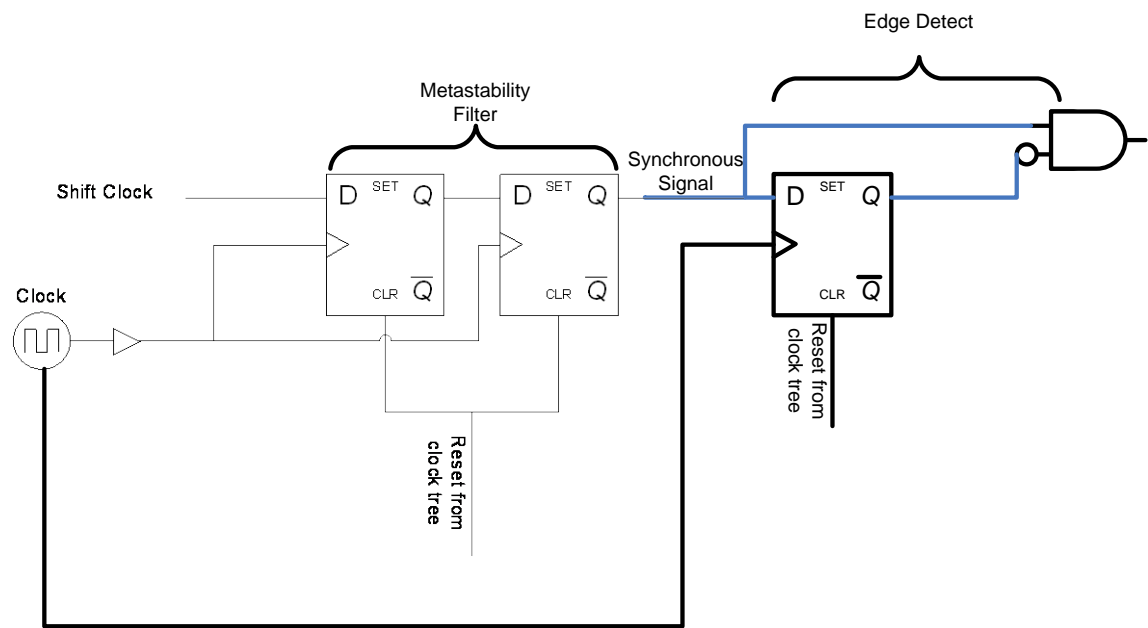 Edge Detect
Metastability
Filter
Synchronous
Signal
Shift Clock
D
SET
Q
CLR
Q
D
SET
Q
CLR
Q
D
SET
Q
CLR
Q
Clock
Reset from
clock tree
Reset from
clock tree